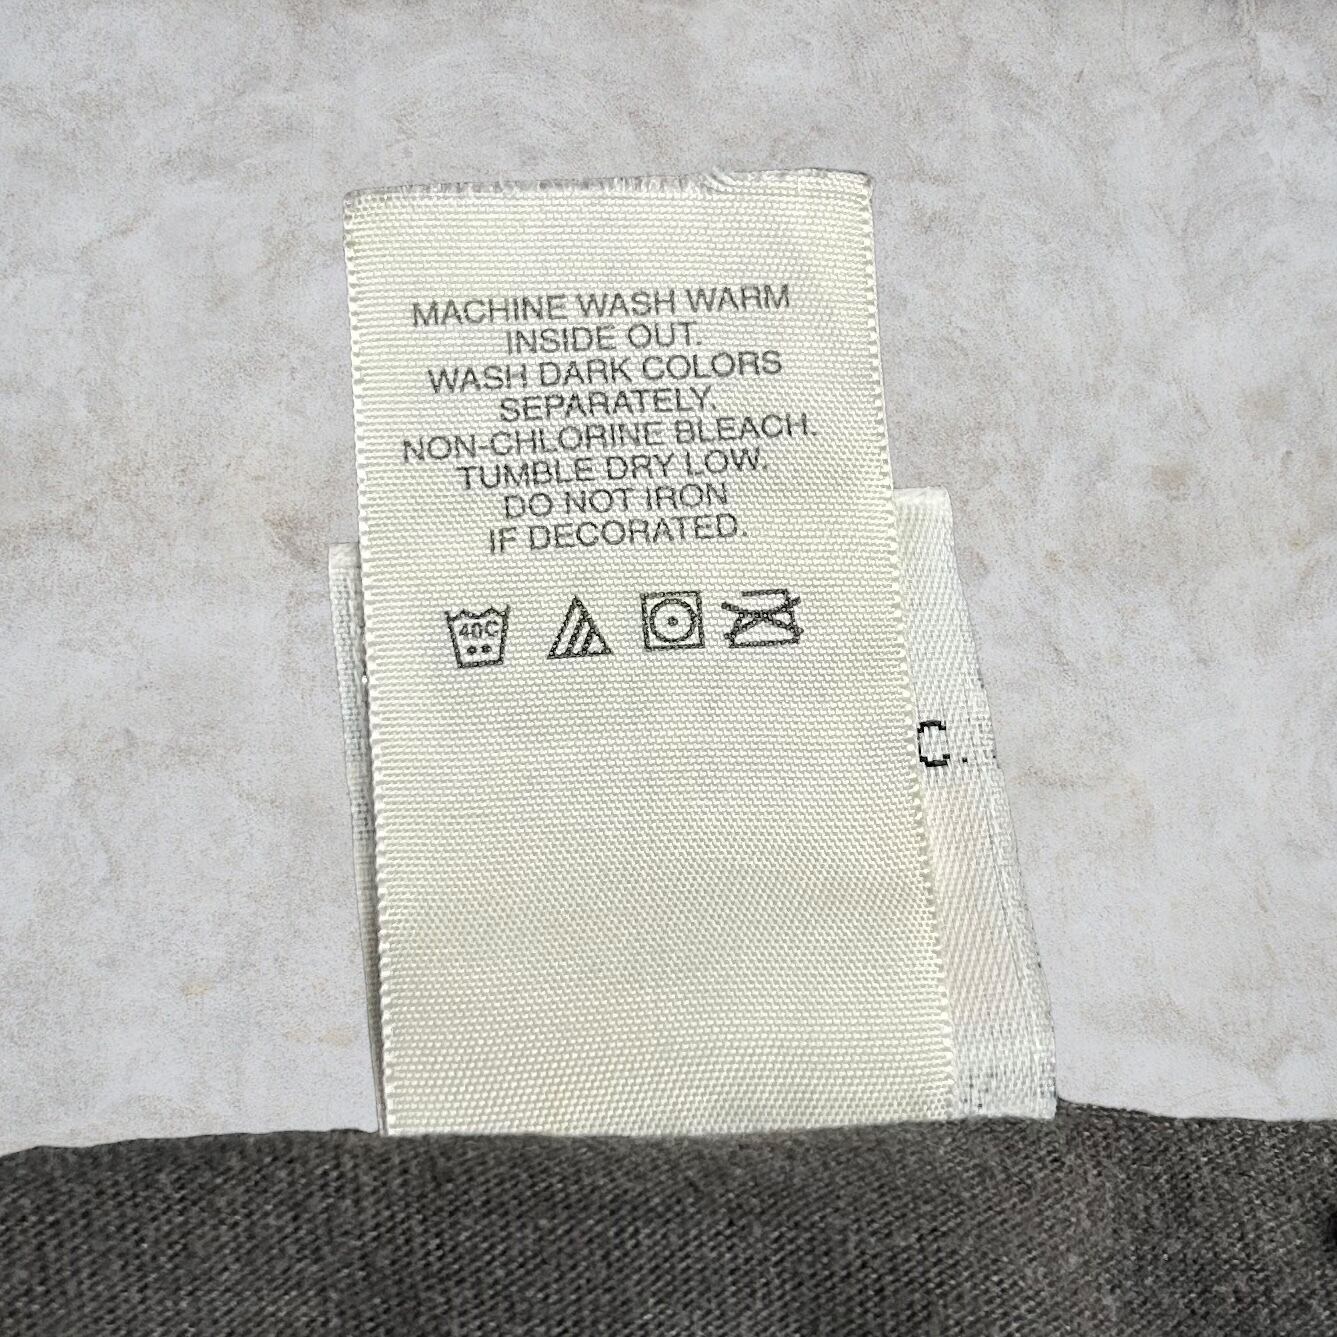 MACHINE WASH WARM
INSIDE OUT.
WASH DARK COLORS
SEPARATELY.
NON-CHLORINE BLEACH.
TUMBLE DRY LOW.
DO NOT IRON
IF DECORATED.
40C
C.